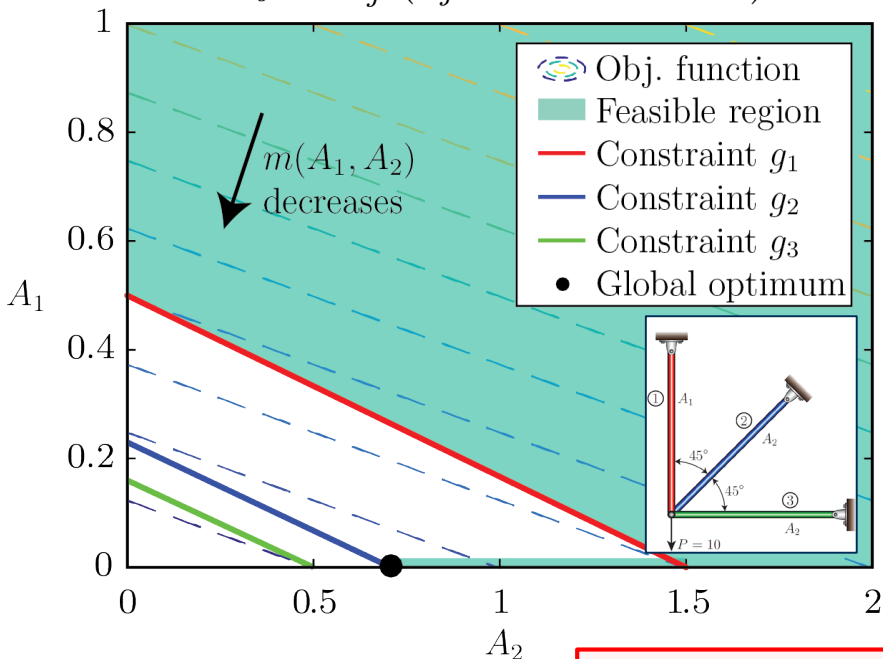 1
0.8
0.6
0.4
0.2
0
A₁
0
0.5
1
1.5
2
A₂
m(A₁, A₂)
decreases
Obj. function
Feasible region
Constraint g₁
Constraint g₂
Constraint g₃
Global optimum
1
A₁
2
A₂
45°
45°
3
A₂
P = 10